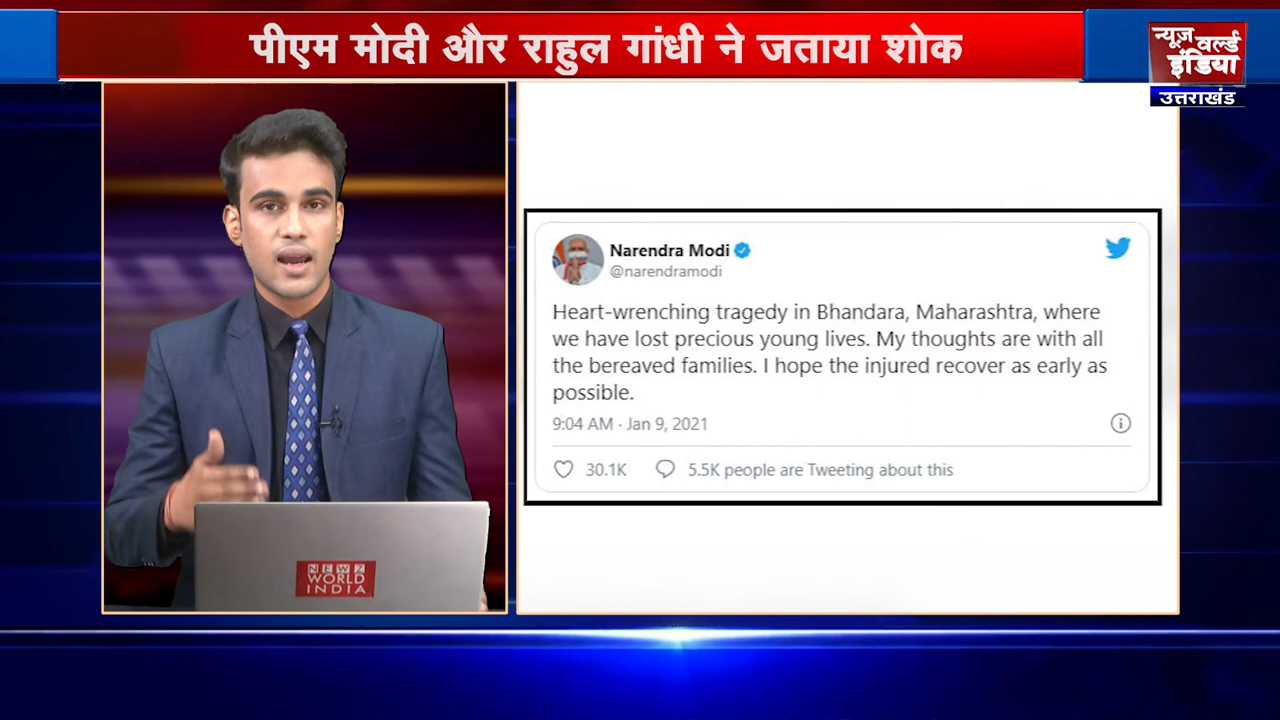 पीएम मोदी और राहुल गांधी ने जताया शोक
न्यूज़ वर्ल्ड
इंडिया
उत्तराखंड
Narendra Modi
@narendramodi
Heart-wrenching tragedy in Bhandara, Maharashtra, where
we have lost precious young lives. My thoughts are with all
the bereaved families. I hope the injured recover as early as
possible.
9:04 AM · Jan 9, 2021
30.1K 5.5K people are Tweeting about this
NEWZ
WORLD
INDIA